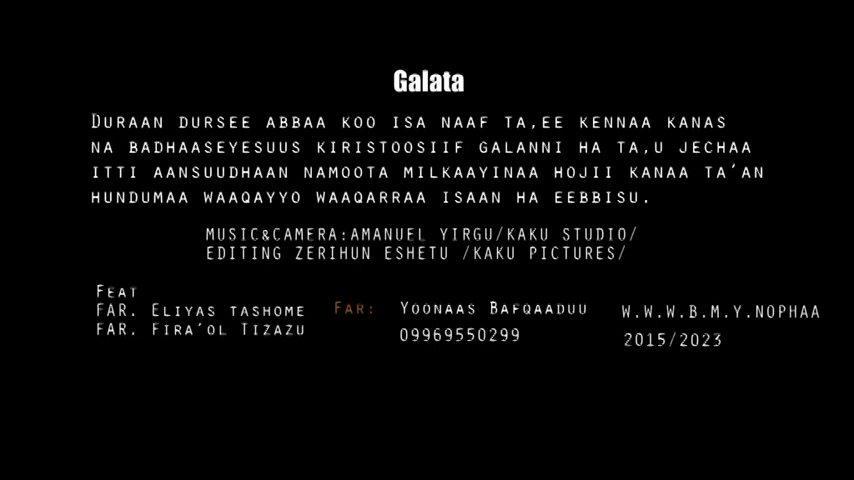 Galata
DURAAN DURSEE ABBAA KOO ISA NAAF TA,EE KENNAA KANAS
NA BADHAASEYESUUS KIRISTOOSIIF GALANNI HA TA,U JECHAA
ITTI AANSUUDHAAN NAMOOTA MILKAAYINAA HOJII KANAA TA'AN
HUNDUMAA WAAQAYYO WAAQARRAA ISAAN HA EEBBISU.
MUSIC&CAMERA:AMANUEL YIRGU/KAKU STUDIO/
EDITING ZERIHUN ESHETU /KAKU PICTURES/
FEAT
FAR. ELIYAS TASHOME
FAR. FIRA'OL TIZAZU
FAR: YOONAAS BAFQAADUU
09969550299
W.W.W.B.M.Y.NOPHAA
2015/2023